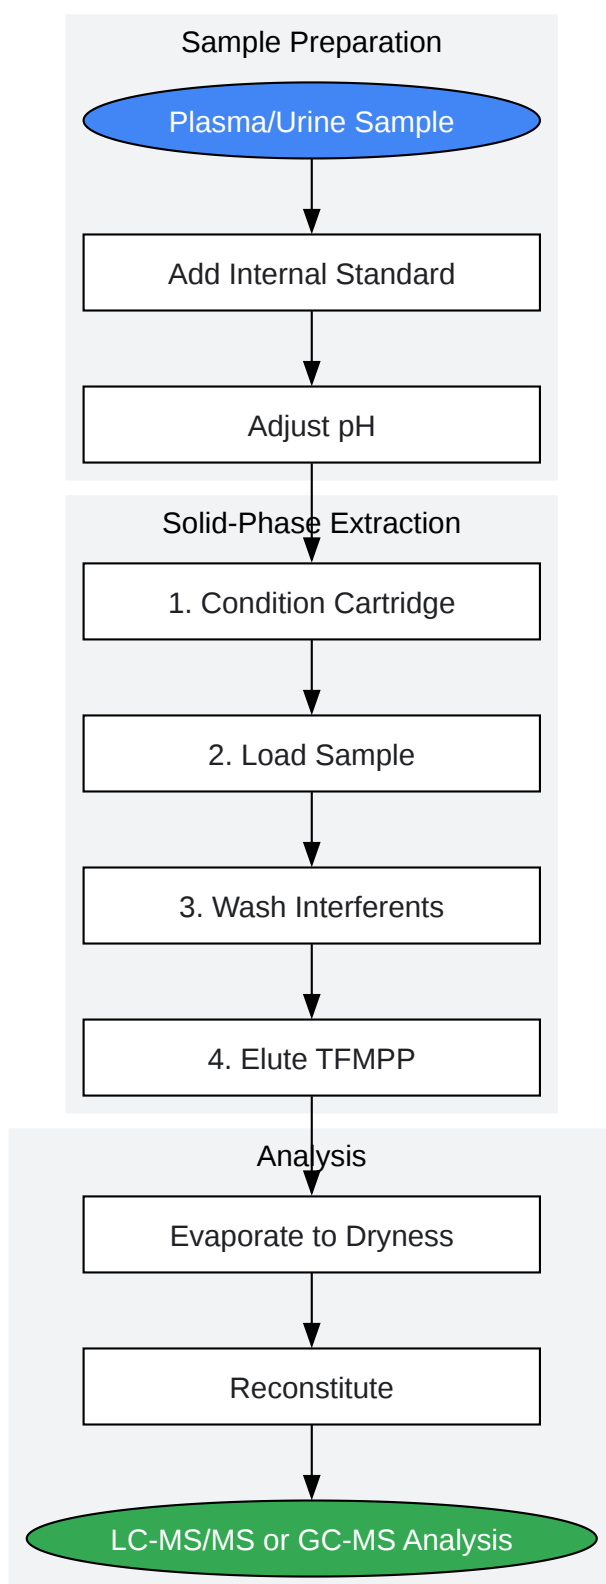 Sample Preparation
Plasma/Urine Sample
Add Internal Standard
Adjust pH
Solid-Phase Extraction
1. Condition Cartridge
2. Load Sample
3. Wash Interferents
4. Elute TFMPP
Analysis
Evaporate to Dryness
Reconstitute
LC-MS/MS or GC-MS Analysis